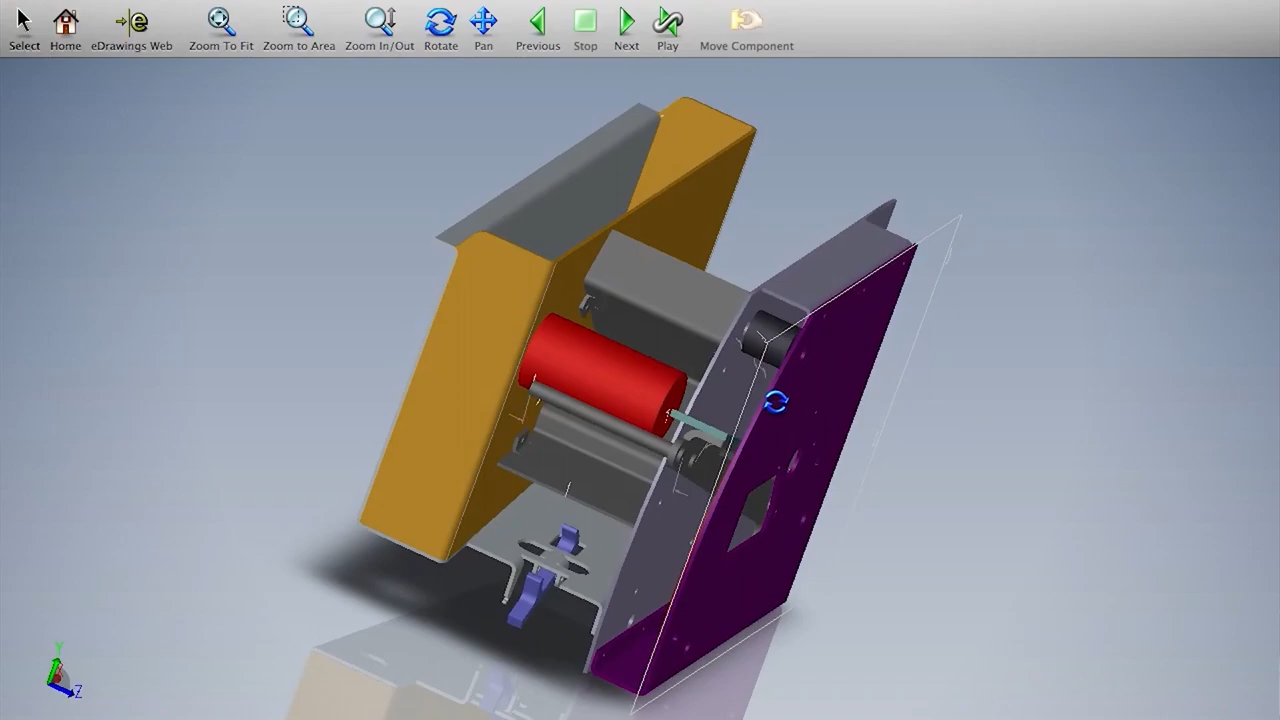 Select Home eDrawings Web Zoom To Fit Zoom to Area Zoom In/Out Rotate Pan Previous Stop Next Play Move Component
Y
Z